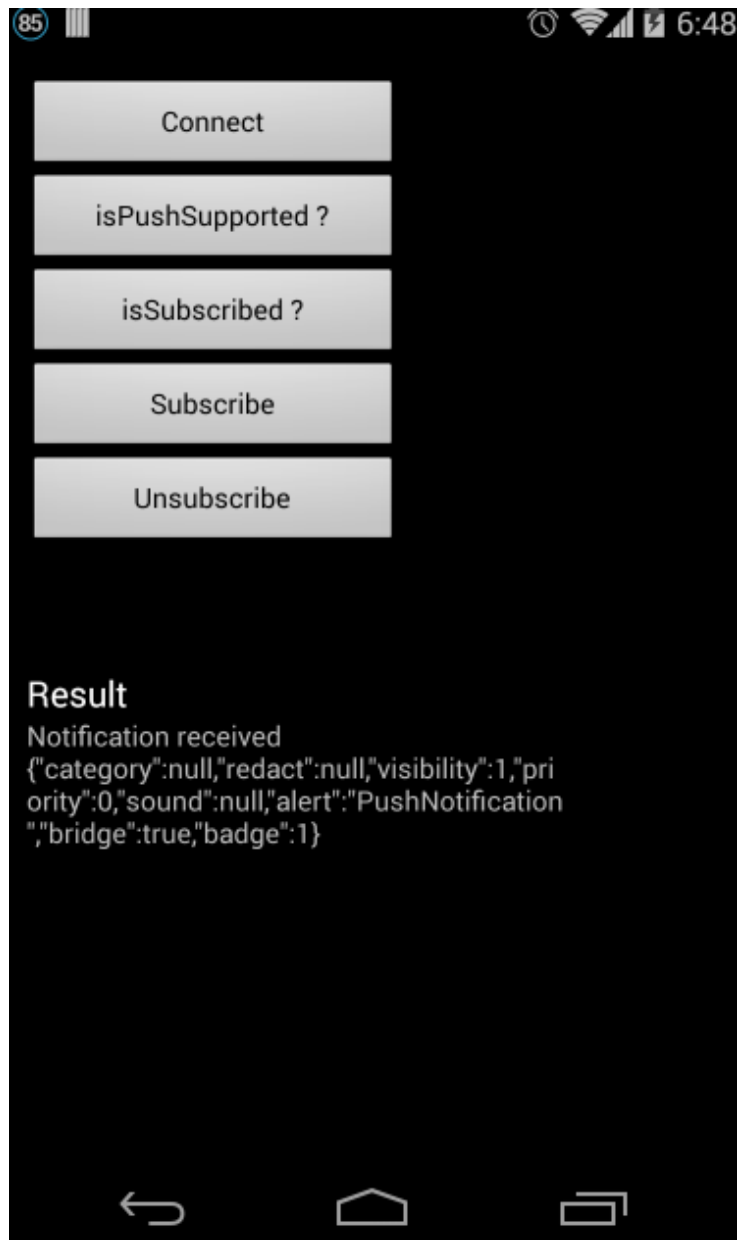 85
6:48
Connect
isPushSupported ?
isSubscribed ?
Subscribe
Unsubscribe
Result
Notification received
{"category":null,"redact":null,"visibility":1,"pri
ority":0,"sound":null,"alert":"PushNotification
","bridge":true,"badge":1}